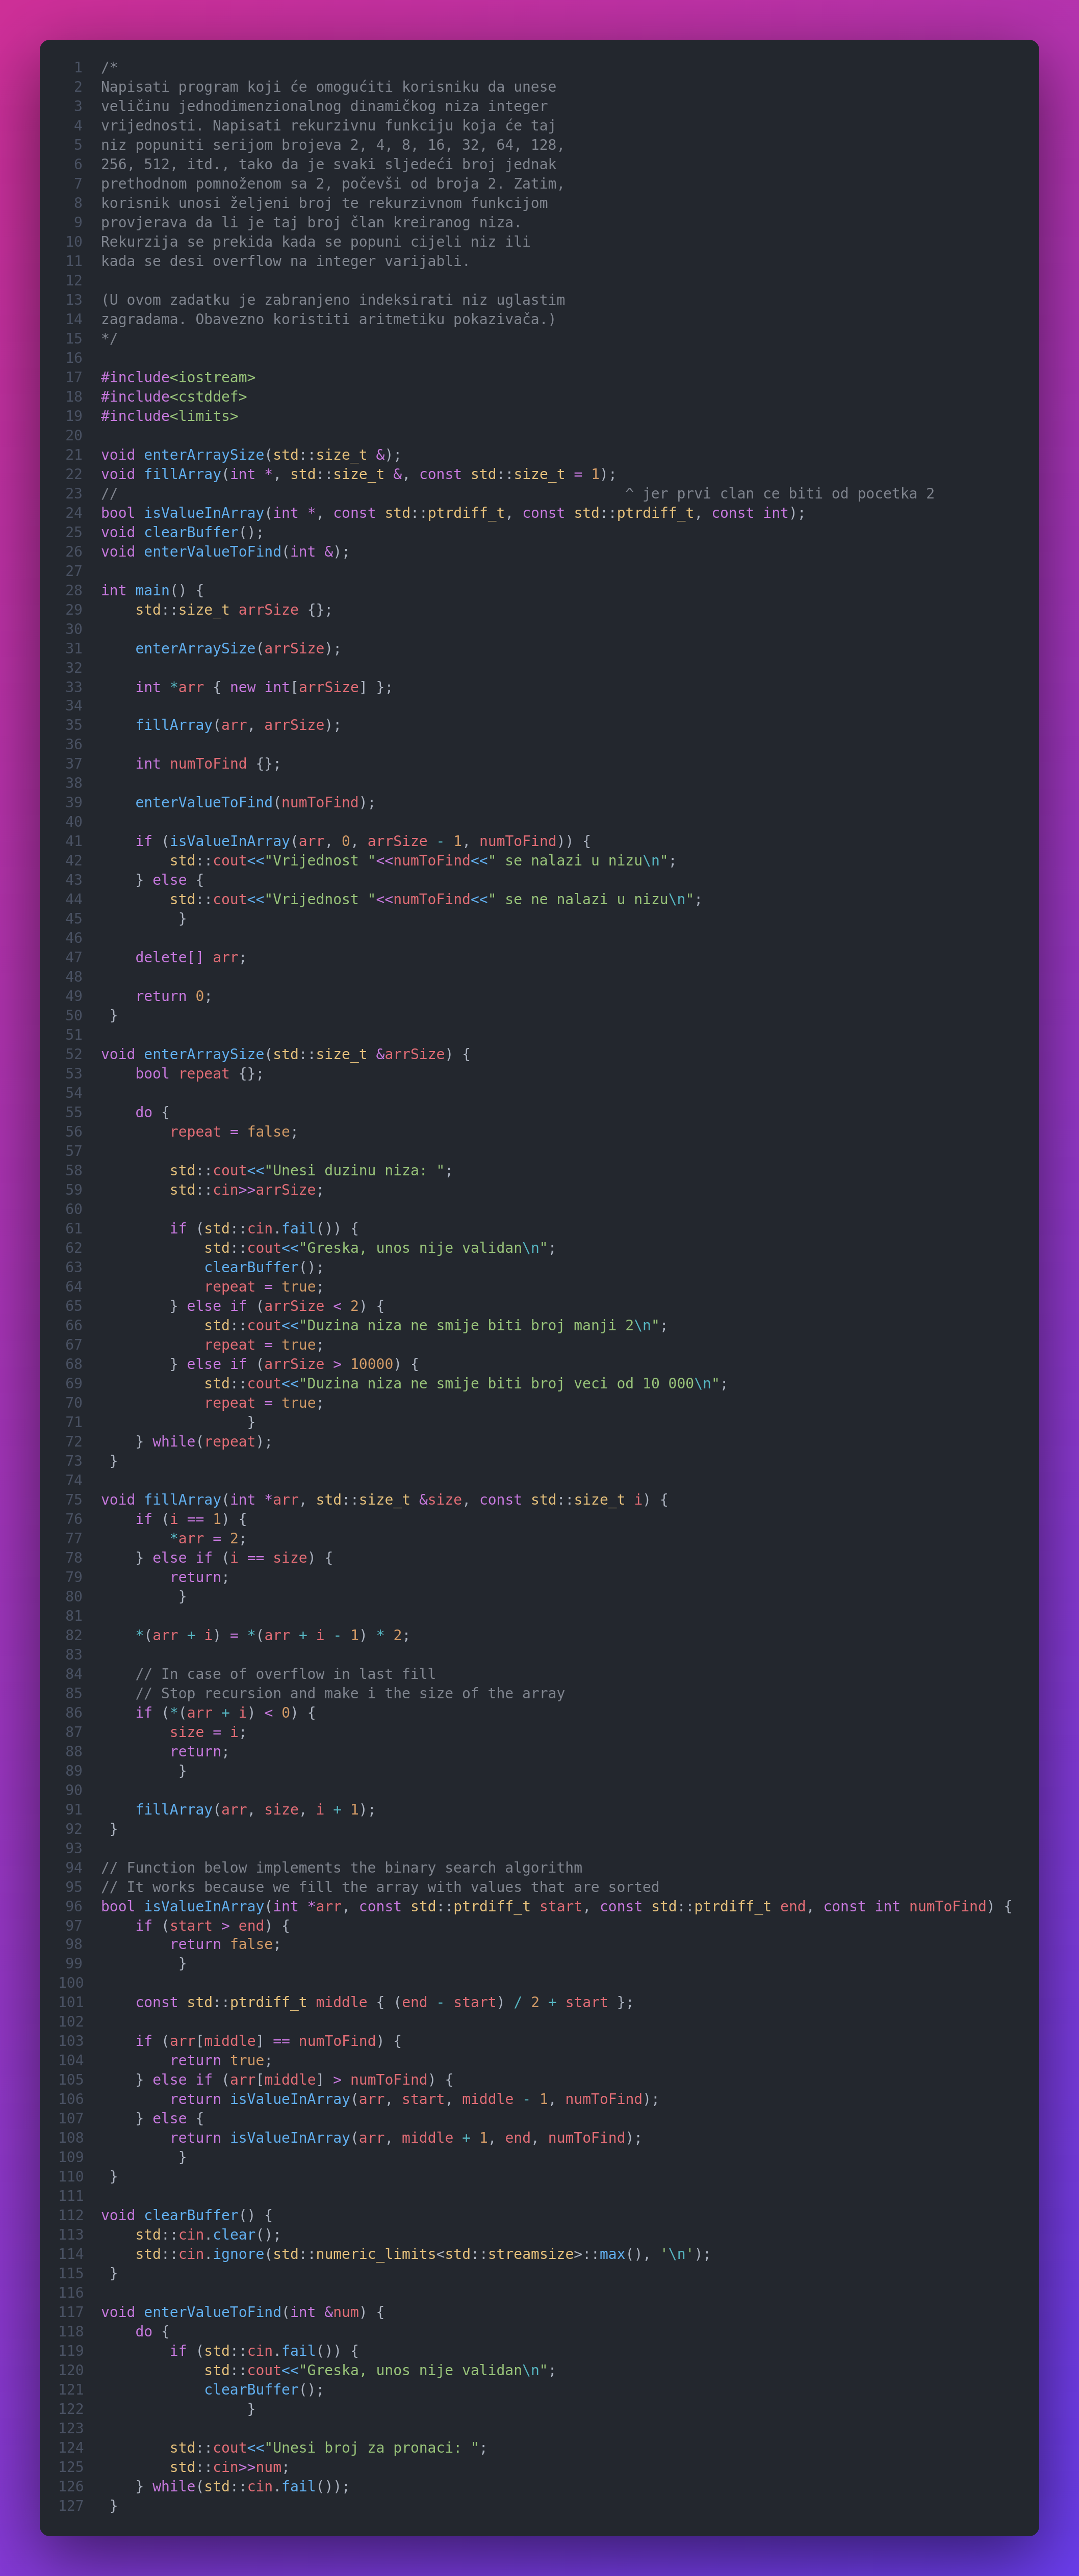 1 /*
2 Napisati program koji će omogućiti korisniku da unese
3 veličinu jednodimenzionalnog dinamičkog niza integer
4 vrijednosti. Napisati rekurzivnu funkciju koja će taj
5 niz popuniti serijom brojeva 2, 4, 8, 16, 32, 64, 128,
6 256, 512, itd., tako da je svaki sljedeći broj jednak
7 prethodnom pomnoženom sa 2, počevši od broja 2. Zatim,
8 korisnik unosi željeni broj te rekurzivnom funkcijom
9 provjerava da li je taj broj član kreiranog niza.
10 Rekurzija se prekida kada se popuni cijeli niz ili
11 kada se desi overflow na integer varijabli.
12
13 (U ovom zadatku je zabranjeno indeksirati niz uglastim
14 zagradama. Obavezno koristiti aritmetiku pokazivača.)
15 */
16
17 #include<iostream>
18 #include<cstddef>
19 #include<limits>
20
21 void enterArraySize(std::size_t &);
22 void fillArray(int *, std::size_t &, const std::size_t = 1);
23 //                                                           ^ jer prvi clan ce biti od pocetka 2
24 bool isValueInArray(int *, const std::ptrdiff_t, const std::ptrdiff_t, const int);
25 void clearBuffer();
26 void enterValueToFind(int &);
27
28 int main() {
29     std::size_t arrSize {};
30
31     enterArraySize(arrSize);
32
33     int *arr { new int[arrSize] };
34
35     fillArray(arr, arrSize);
36
37     int numToFind {};
38
39     enterValueToFind(numToFind);
40
41     if (isValueInArray(arr, 0, arrSize - 1, numToFind)) {
42         std::cout<<"Vrijednost "<<numToFind<<" se nalazi u nizu\n";
43     } else {
44         std::cout<<"Vrijednost "<<numToFind<<" se ne nalazi u nizu\n";
45          }
46
47     delete[] arr;
48
49     return 0;
50  }
51
52 void enterArraySize(std::size_t &arrSize) {
53     bool repeat {};
54
55     do {
56         repeat = false;
57
58         std::cout<<"Unesi duzinu niza: ";
59         std::cin>>arrSize;
60
61         if (std::cin.fail()) {
62             std::cout<<"Greska, unos nije validan\n";
63             clearBuffer();
64             repeat = true;
65         } else if (arrSize < 2) {
66             std::cout<<"Duzina niza ne smije biti broj manji 2\n";
67             repeat = true;
68         } else if (arrSize > 10000) {
69             std::cout<<"Duzina niza ne smije biti broj veci od 10 000\n";
70             repeat = true;
71                  }
72     } while(repeat);
73  }
74
75 void fillArray(int *arr, std::size_t &size, const std::size_t i) {
76     if (i == 1) {
77         *arr = 2;
78     } else if (i == size) {
79         return;
80          }
81
82     *(arr + i) = *(arr + i - 1) * 2;
83
84     // In case of overflow in last fill
85     // Stop recursion and make i the size of the array
86     if (*(arr + i) < 0) {
87         size = i;
88         return;
89          }
90
91     fillArray(arr, size, i + 1);
92  }
93
94 // Function below implements the binary search algorithm
95 // It works because we fill the array with values that are sorted
96 bool isValueInArray(int *arr, const std::ptrdiff_t start, const std::ptrdiff_t end, const int numToFind) {
97     if (start > end) {
98         return false;
99          }
100
101     const std::ptrdiff_t middle { (end - start) / 2 + start };
102
103     if (arr[middle] == numToFind) {
104         return true;
105     } else if (arr[middle] > numToFind) {
106         return isValueInArray(arr, start, middle - 1, numToFind);
107     } else {
108         return isValueInArray(arr, middle + 1, end, numToFind);
109          }
110  }
111
112 void clearBuffer() {
113     std::cin.clear();
114     std::cin.ignore(std::numeric_limits<std::streamsize>::max(), '\n');
115  }
116
117 void enterValueToFind(int &num) {
118     do {
119         if (std::cin.fail()) {
120             std::cout<<"Greska, unos nije validan\n";
121             clearBuffer();
122                  }
123
124         std::cout<<"Unesi broj za pronaci: ";
125         std::cin>>num;
126     } while(std::cin.fail());
127  }